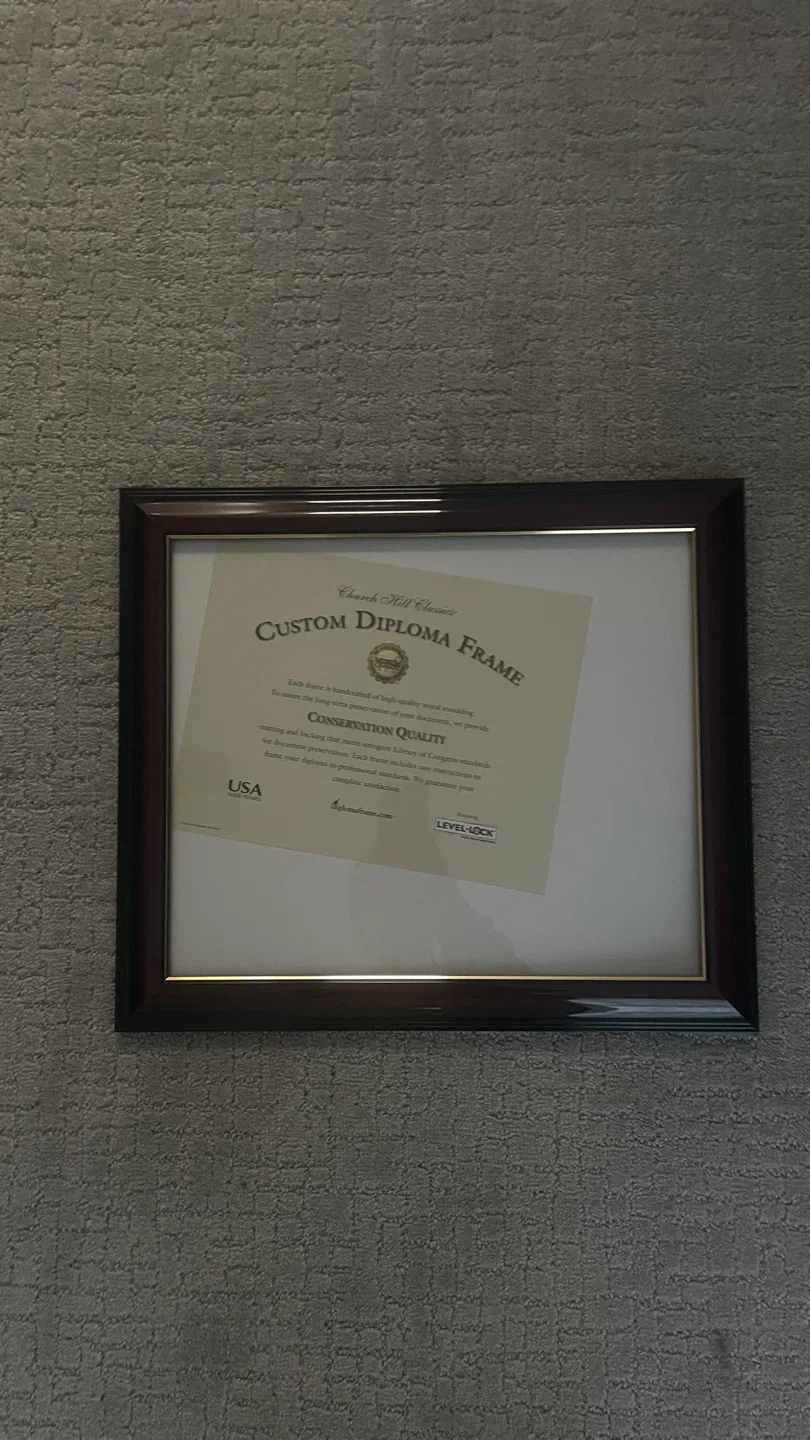 Church Hill Classics
CUSTOM DIPLOMA FRAME
Each frame is handcrafted of high-quality wood moulding.
To assure the long-term preservation of your document, we provide
CONSERVATION QUALITY
matting and backing that meets stringent Library of Congress standards
for document preservation. Each frame includes easy instructions to
frame your diploma to professional standards. We guarantee your
complete satisfaction.
USA
diplomaframe.com
Featuring
LEVEL-LOCK